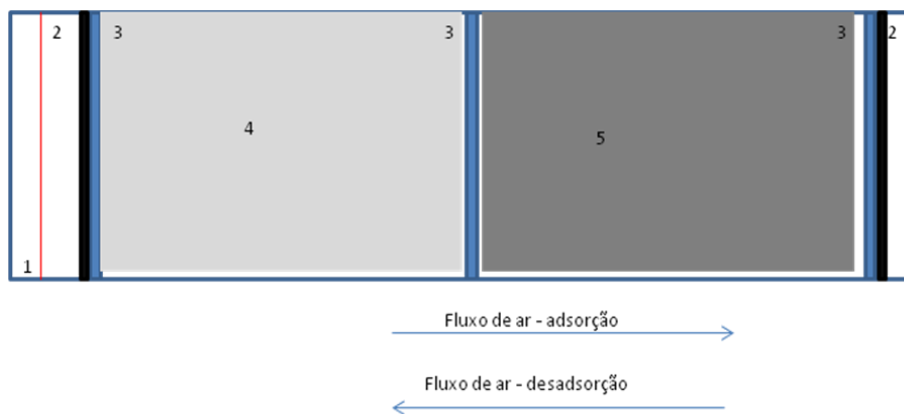 2 3 3 3 2
4
5
1
Fluxo de ar - adsorção
Fluxo de ar - desadsorção